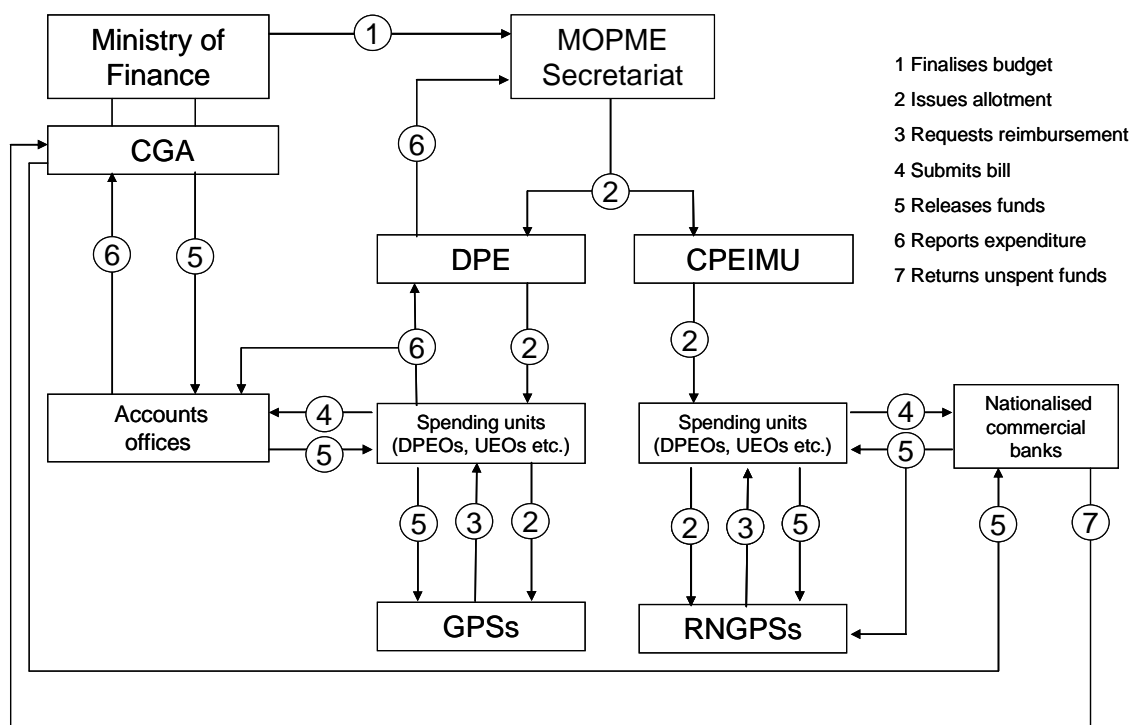 Ministry of
Finance
1
MOPME
Secretariat
1 Finalises budget
2 Issues allotment
3 Requests reimbursement
4 Submits bill
5 Releases funds
6 Reports expenditure
7 Returns unspent funds
CGA
6
2
6
5
DPE
CPEIMU
6
2
2
Accounts
offices
4
5
Spending units
(DPEOs, UEOs etc.)
Spending units
(DPEOs, UEOs etc.)
4
5
Nationalised
commercial
banks
5
3
2
2
3
5
5
7
GPSs
RNGPSs